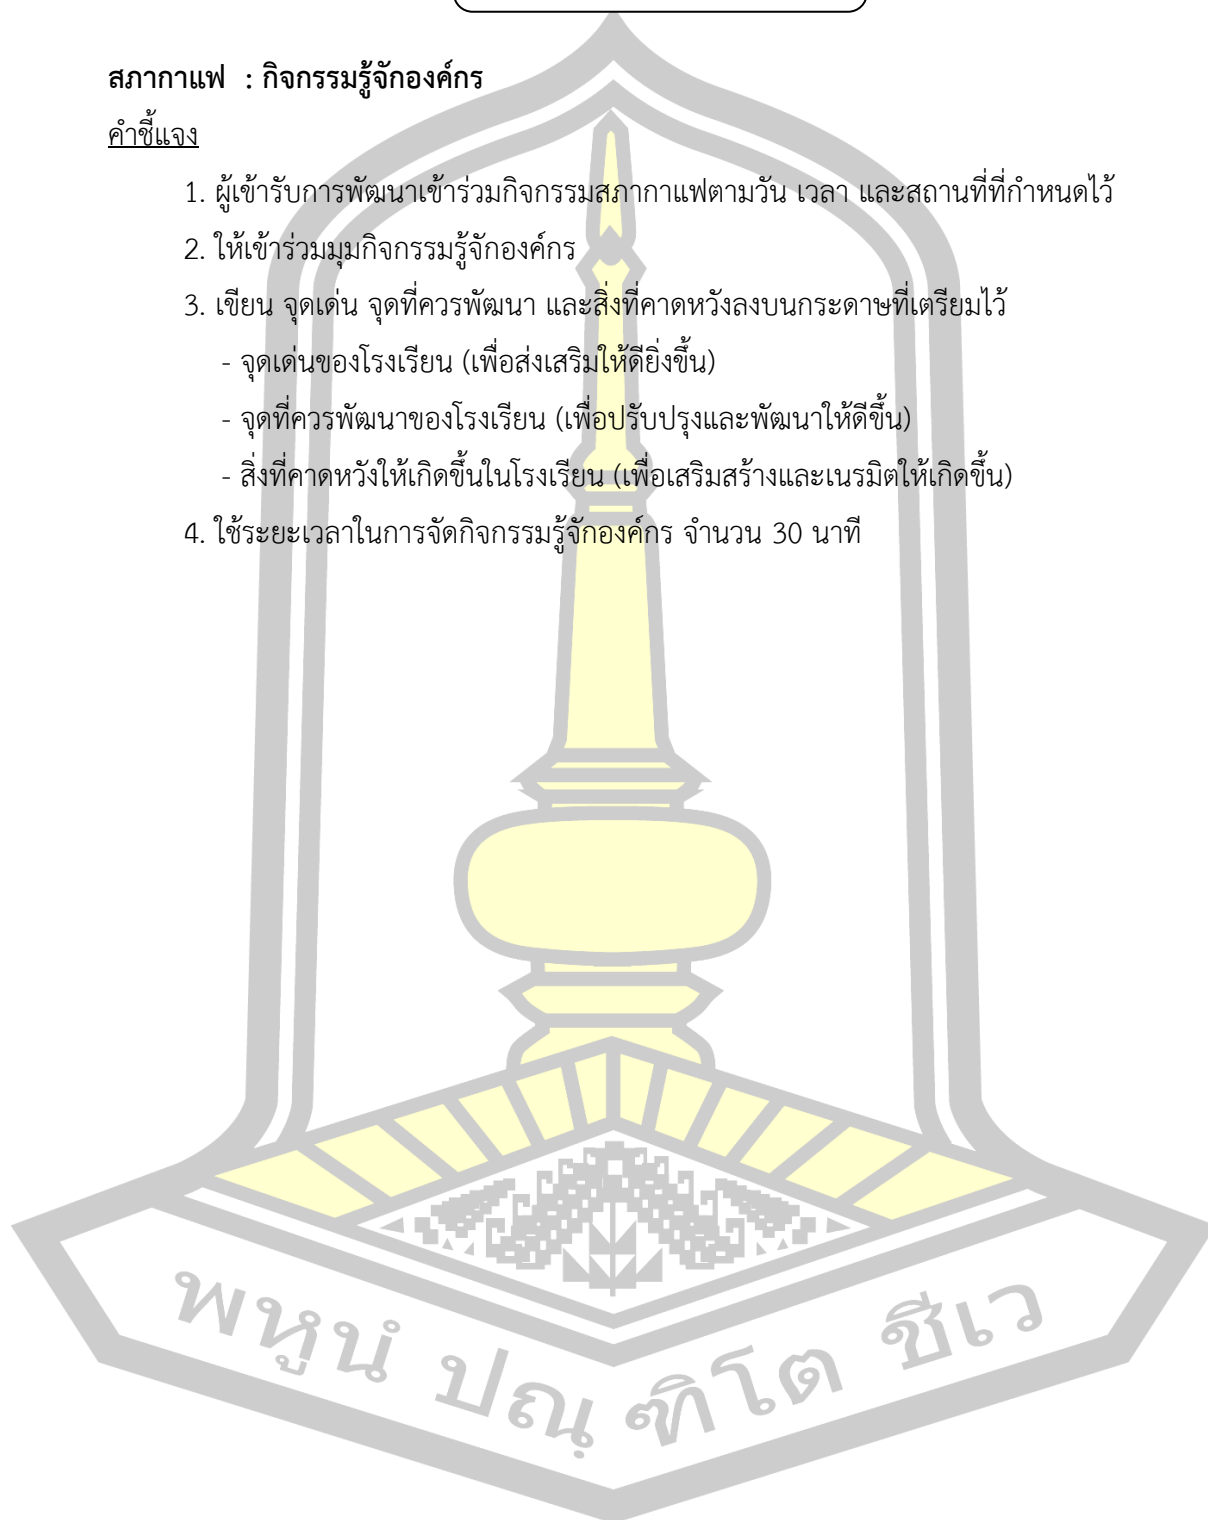 สภากาแฟ : กิจกรรมรู้จักองค์กร
คำชี้แจง
1. ผู้เข้ารับการพัฒนาเข้าร่วมกิจกรรมสภากาแฟตามวัน เวลา และสถานที่ที่กำหนดไว้
2. ให้เข้าร่วมมุมกิจกรรมรู้จักองค์กร
3. เขียน จุดเด่น จุดที่ควรพัฒนา และสิ่งที่คาดหวังลงบนกระดาษที่เตรียมไว้
- จุดเด่นของโรงเรียน (เพื่อส่งเสริมให้ดียิ่งขึ้น)
- จุดที่ควรพัฒนาของโรงเรียน (เพื่อปรับปรุงและพัฒนาให้ดีขึ้น)
- สิ่งที่คาดหวังให้เกิดขึ้นในโรงเรียน (เพื่อเสริมสร้างและเนรมิตให้เกิดขึ้น)
4. ใช้ระยะเวลาในการจัดกิจกรรมรู้จักองค์กร จำนวน 30 นาที
พหูนํ ปณฺฑิโต ชีเว